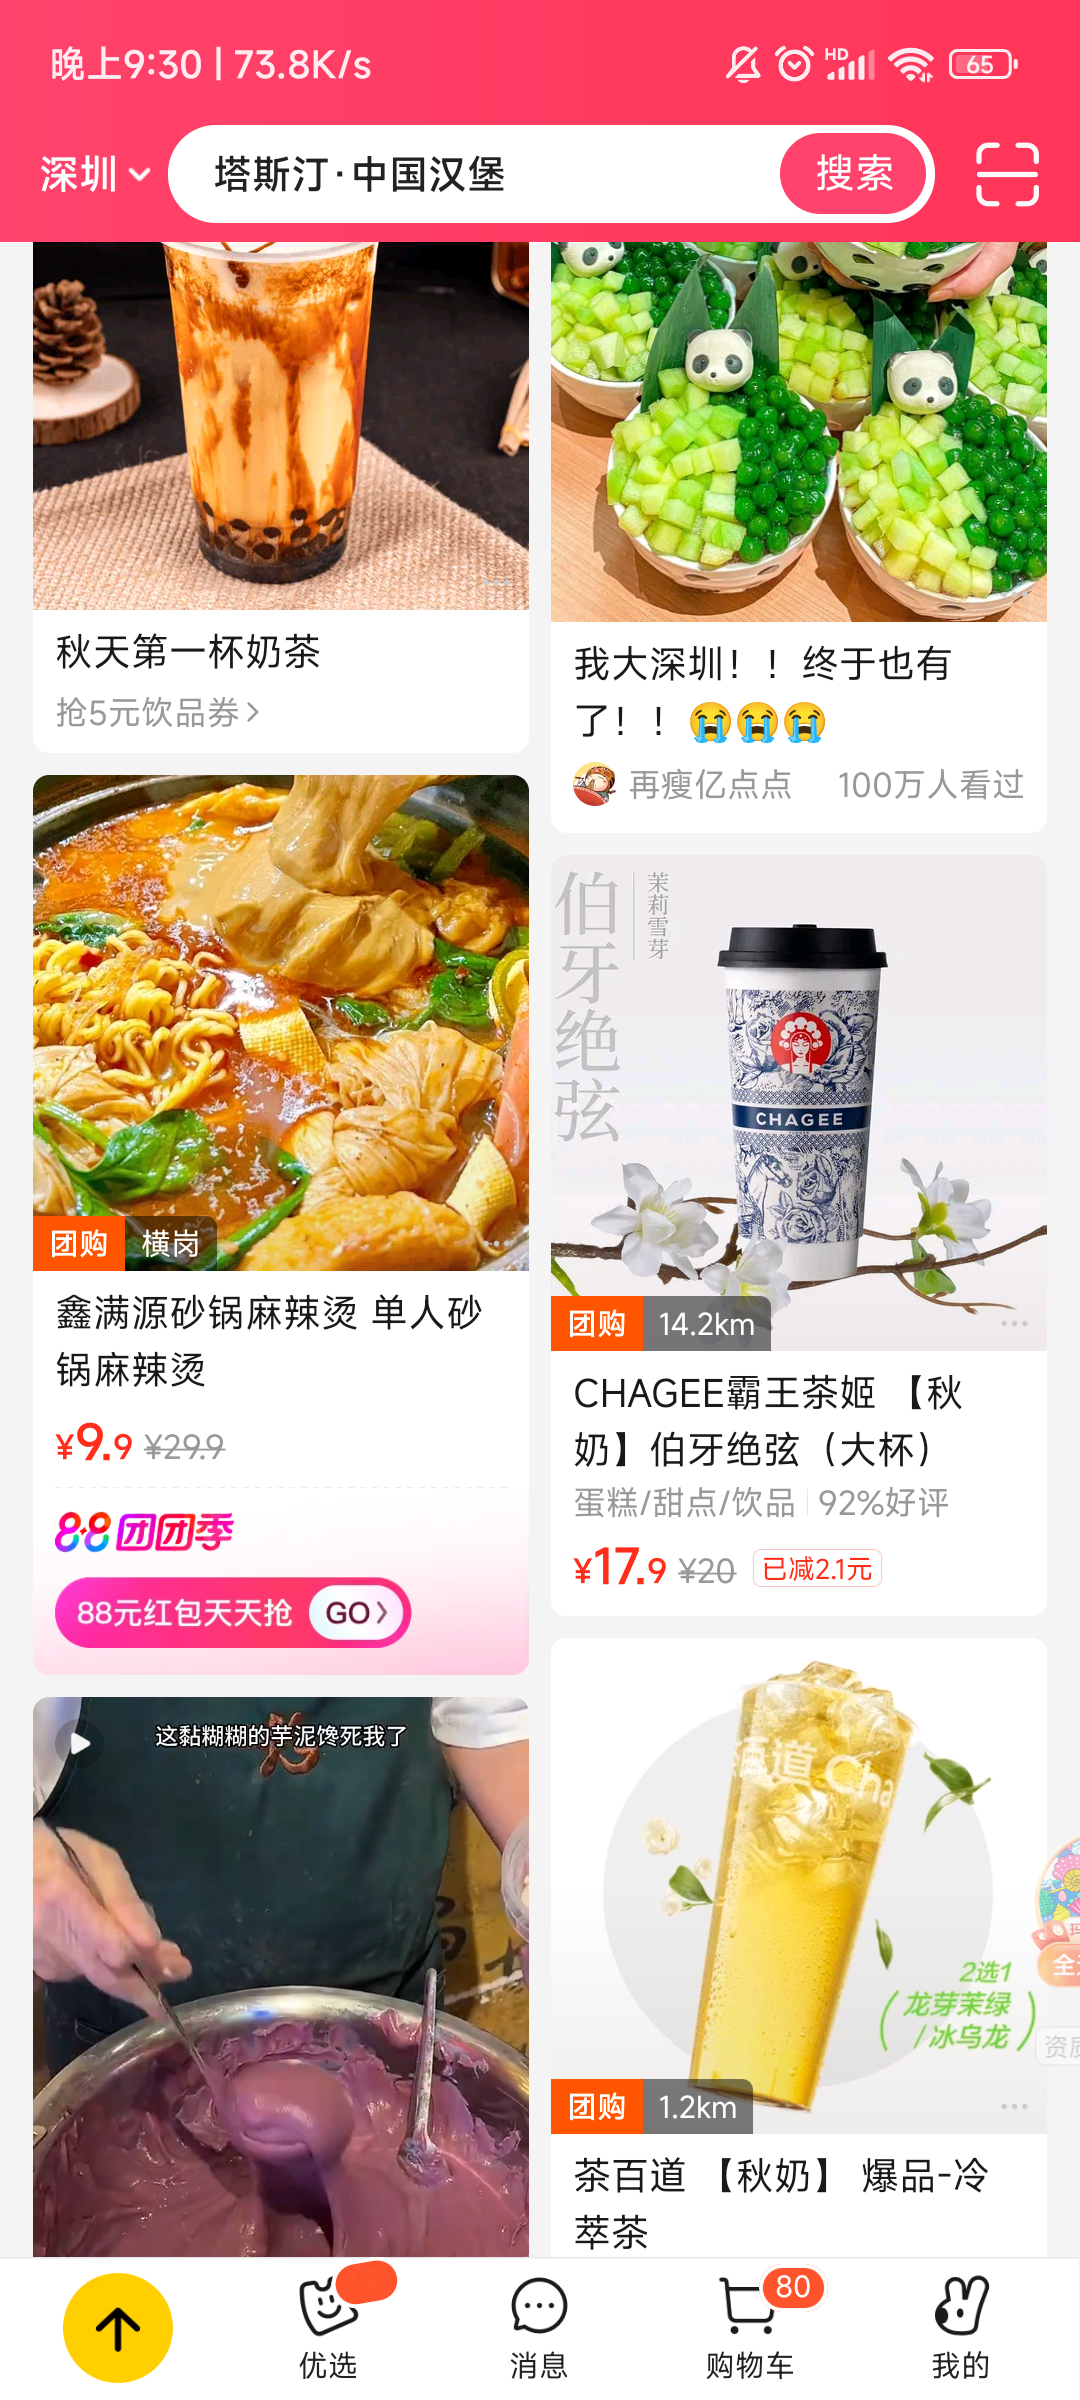 晚上9:30 | 73.8K/s
HD
65
深圳
塔斯汀·中国汉堡
搜索
秋天第一杯奶茶
抢5元饮品券
我大深圳！！终于也有
了！！😭😭😭
再瘦亿点点
100万人看过
团购
横岗
鑫满源砂锅麻辣烫 单人砂
锅麻辣烫
¥9.9 ¥29.9
88团团季
88元红包天天抢
GO
伯牙绝弦
茉莉雪芽
CHAGEE
团购
14.2km
CHAGEE霸王茶姬 【秋
奶】伯牙绝弦（大杯）
蛋糕/甜点/饮品
92%好评
¥17.9 ¥20 已减2.1元
这黏糊糊的芋泥馋死我了
道 Cha
2选1
龙芽茉绿
/冰乌龙
团购
1.2km
茶百道 【秋奶】 爆品-冷
萃茶
优选
消息
80
购物车
我的